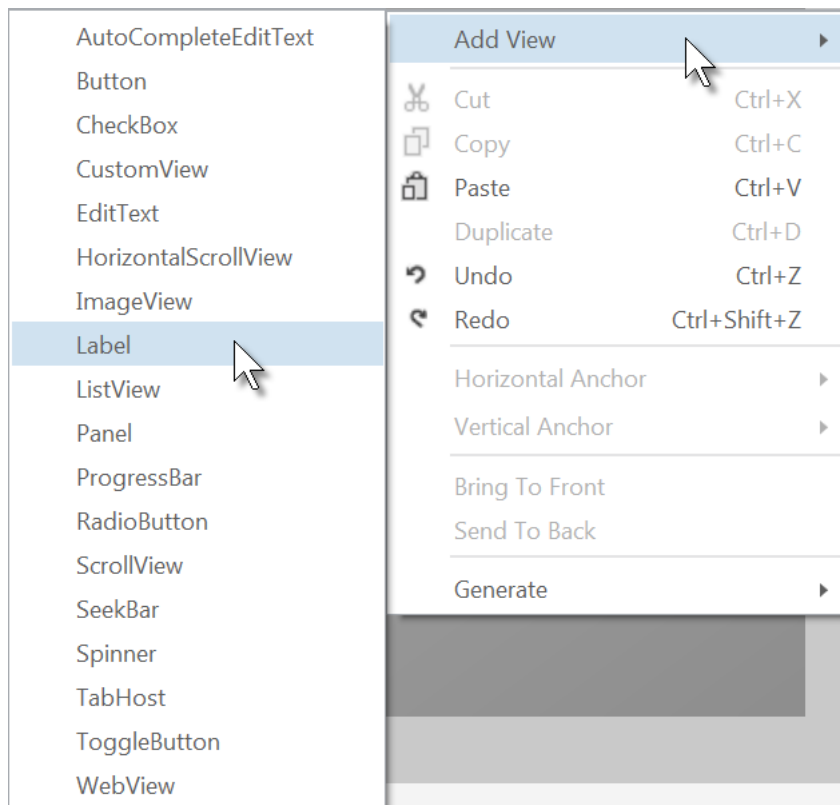 AutoCompleteEditText
Button
CheckBox
CustomView
EditText
HorizontalScrollView
ImageView
Label
ListView
Panel
ProgressBar
RadioButton
ScrollView
SeekBar
Spinner
TabHost
ToggleButton
WebView
Add View
Cut Ctrl+X
Copy Ctrl+C
Paste Ctrl+V
Duplicate Ctrl+D
Undo Ctrl+Z
Redo Ctrl+Shift+Z
Horizontal Anchor
Vertical Anchor
Bring To Front
Send To Back
Generate